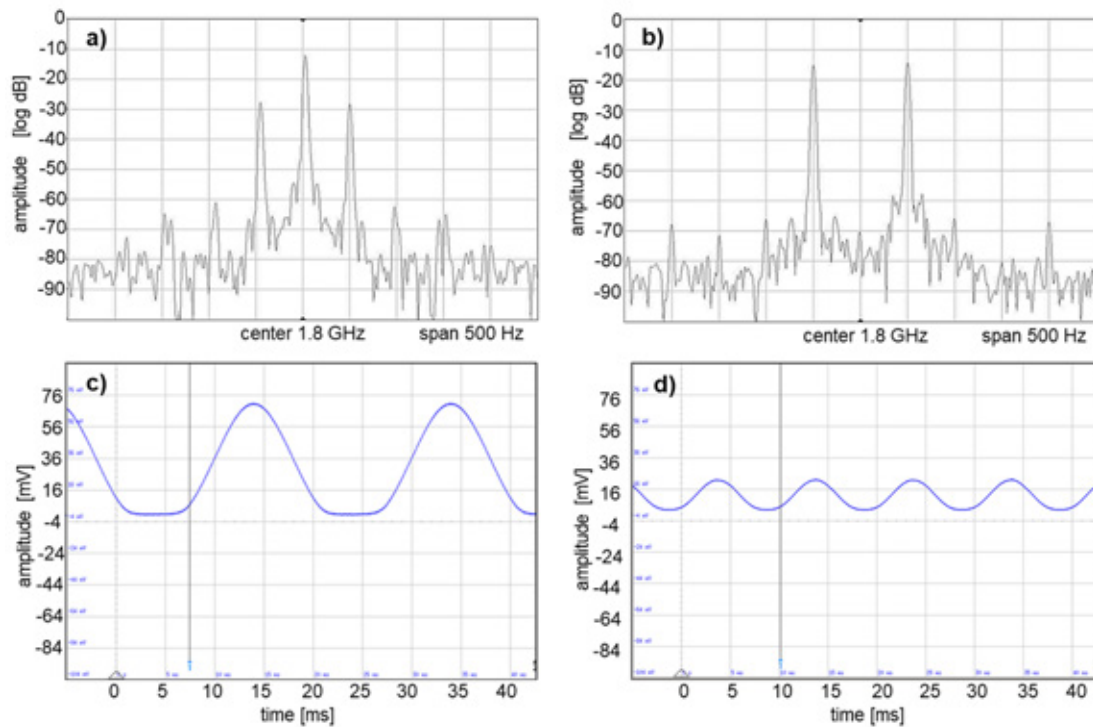 a)
0
-10
-20
-30
-40
-50
-60
-70
-80
-90
amplitude [log dB]
center 1.8 GHz span 500 Hz
b)
0
-10
-20
-30
-40
-50
-60
-70
-80
-90
amplitude [log dB]
center 1.8 GHz span 500 Hz
c)
76
56
36
16
-4
-24
-44
-64
-84
amplitude [mV]
0 5 10 15 20 25 30 35 40
time [ms]
d)
76
56
36
16
-4
-24
-44
-64
-84
amplitude [mV]
0 5 10 15 20 25 30 35 40
time [ms]